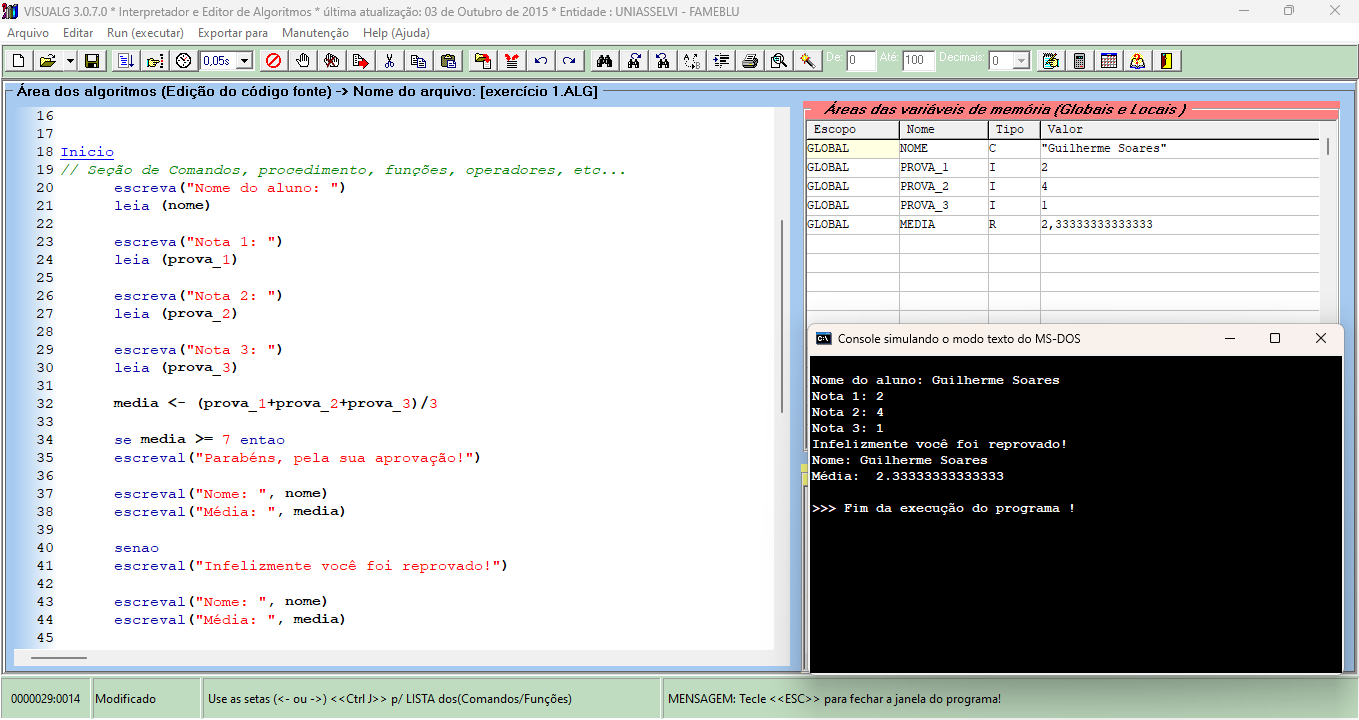 VISUALG 3.0.7.0 * Interpretador e Editor de Algoritmos * última atualização: 03 de Outubro de 2015 * Entidade : UNIASSELVI - FAMEBLU
Arquivo Editar Run (executar) Exportar para Manutenção Help (Ajuda)
0,05s De: 0 Até: 100 Decimais: 0
Área dos algoritmos (Edição do código fonte) -> Nome do arquivo: [exercício 1.ALG]
16
17
18 Inicio
19 // Seção de Comandos, procedimento, funções, operadores, etc...
20 escreva("Nome do aluno: ")
21 leia (nome)
22
23 escreva("Nota 1: ")
24 leia (prova_1)
25
26 escreva("Nota 2: ")
27 leia (prova_2)
28
29 escreva("Nota 3: ")
30 leia (prova_3)
31
32 media <- (prova_1+prova_2+prova_3)/3
33
34 se media >= 7 entao
35 escreval("Parabéns, pela sua aprovação!")
36
37 escreval("Nome: ", nome)
38 escreval("Média: ", media)
39
40 senao
41 escreval("Infelizmente você foi reprovado!")
42
43 escreval("Nome: ", nome)
44 escreval("Média: ", media)
45
Áreas das variáveis de memória (Globais e Locais )
Escopo Nome Tipo Valor
GLOBAL NOME C "Guilherme Soares"
GLOBAL PROVA_1 I 2
GLOBAL PROVA_2 I 4
GLOBAL PROVA_3 I 1
GLOBAL MEDIA R 2,33333333333333
Console simulando o modo texto do MS-DOS
Nome do aluno: Guilherme Soares
Nota 1: 2
Nota 2: 4
Nota 3: 1
Infelizmente você foi reprovado!
Nome: Guilherme Soares
Média:  2.33333333333333
>>> Fim da execução do programa !
0000029:0014 Modificado Use as setas (<- ou ->) <<Ctrl J>> p/ LISTA dos(Comandos/Funções) MENSAGEM: Tecle <<ESC>> para fechar a janela do programa!